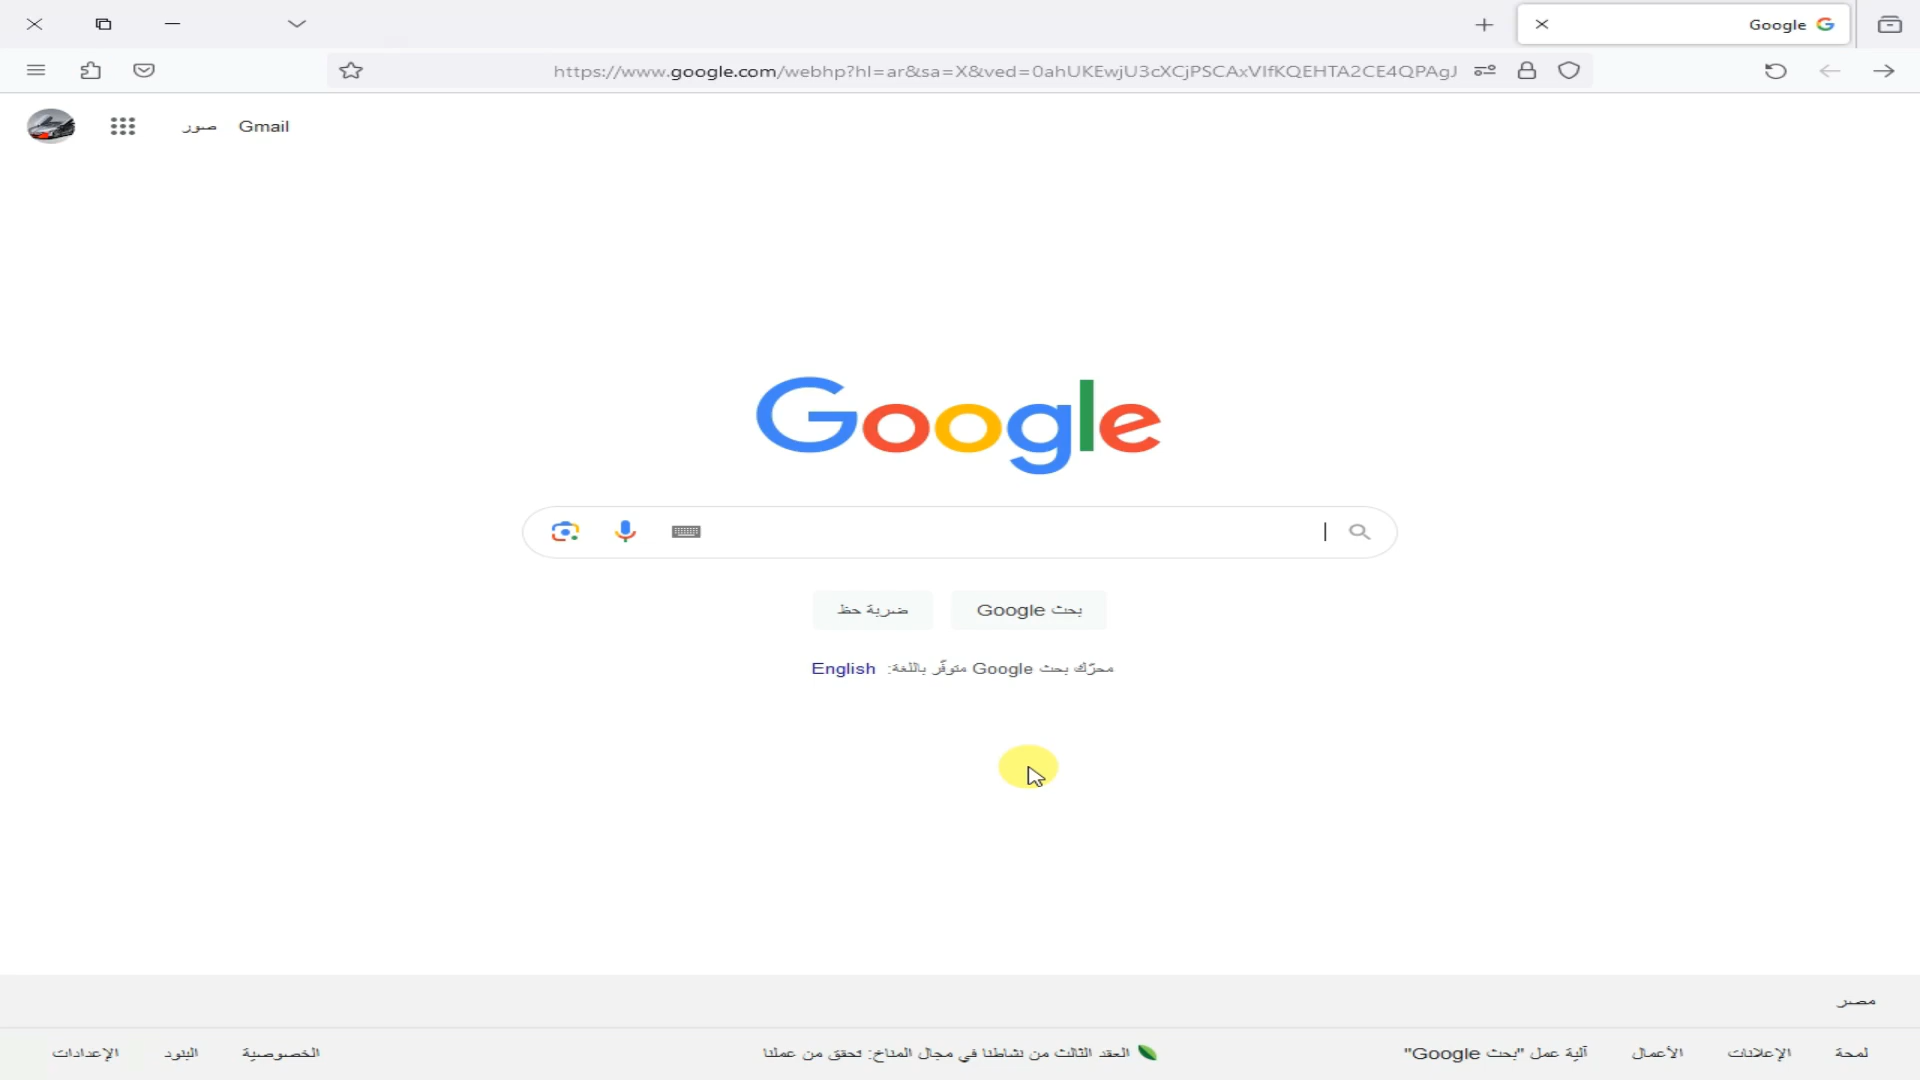 Google
https://www.google.com/webhp?hl=ar&sa=X&ved=0ahUKEwjU3cXCjPSCAxVIfKQEHTA2CE4QPAgJ
Gmail صور
Google
بحث Google
ضربة حظ
محرّك بحث Google متوفّر باللغة: English
مصر
لمحة الإعلانات الأعمال آلية عمل "بحث Google"
العقد الثالث من نشاطنا في مجال المناخ: تحقق من عملنا
الخصوصية البنود الإعدادات